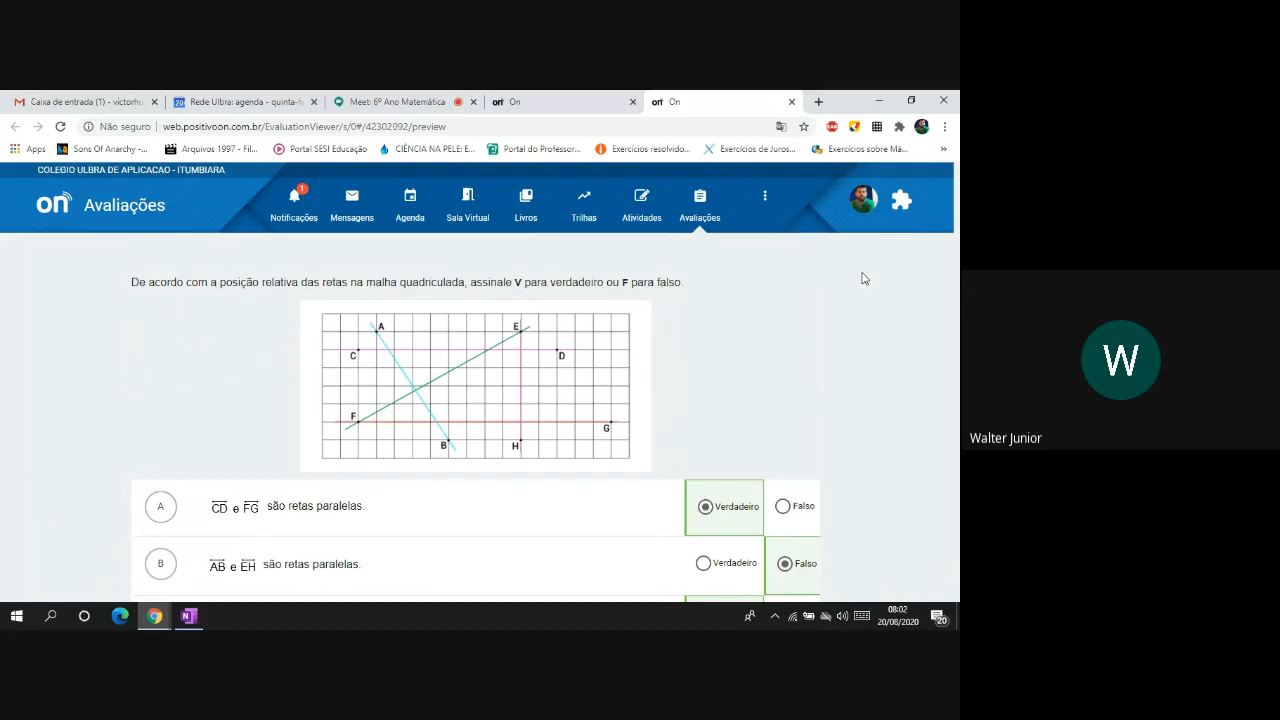 Caixa de entrada (1) - victorhu
Rede Ulbra: agenda - quinta-fe
Meet: 6º Ano Matemática
On
On
Não seguro
web.positivoon.com.br/EvaluationViewer/s/0#/42302092/preview
Apps
Sons Of Anarchy -...
Arquivos 1997 - Fil...
Portal SESI Educação
CIÊNCIA NA PELE: E...
Portal do Professor...
Exercícios resolvido...
Exercícios de Juros...
Exercícios sobre Má...
»
COLEGIO ULBRA DE APLICACAO - ITUMBIARA
on
Avaliações
1
Notificações
Mensagens
Agenda
Sala Virtual
Livros
Trilhas
Atividades
Avaliações
De acordo com a posição relativa das retas na malha quadriculada, assinale V para verdadeiro ou F para falso.
A
E
C
D
F
G
B
H
A
CD e FG são retas paralelas.
Verdadeiro
Falso
B
AB e EH são retas paralelas.
Verdadeiro
Falso
08:02
20/08/2020
20
W
Walter Junior